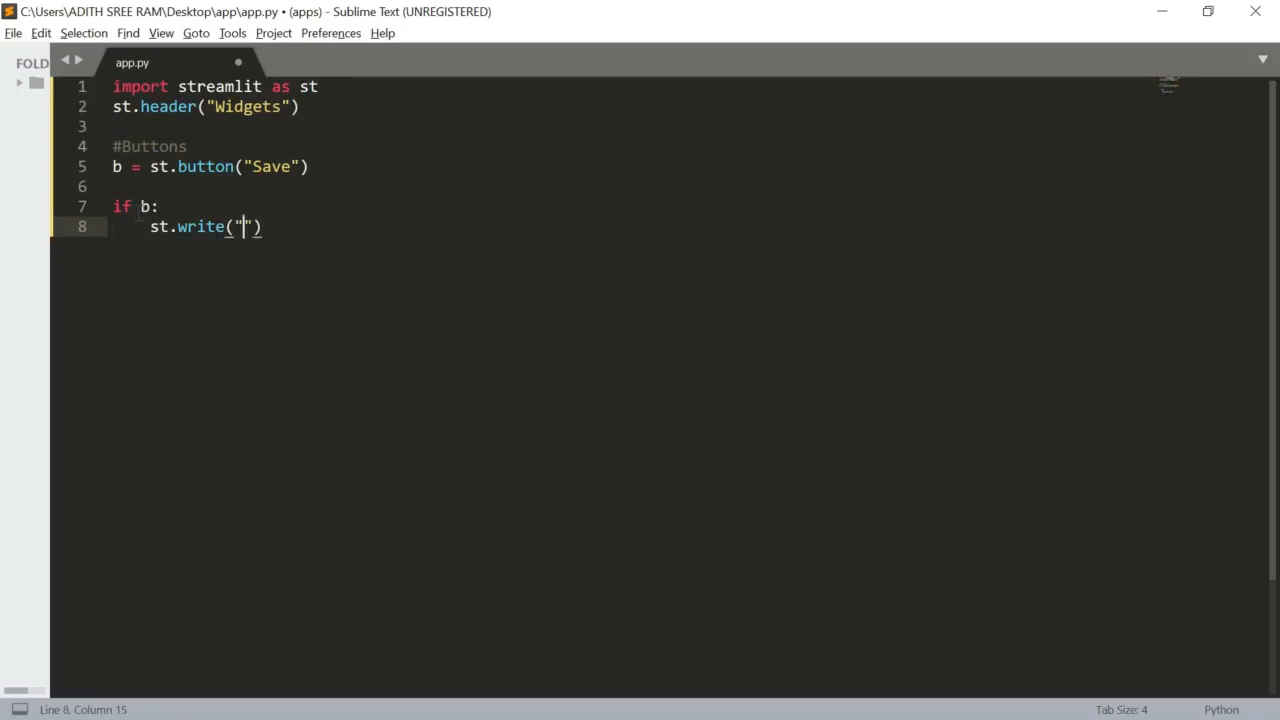 C:\Users\ADITH SREE RAM\Desktop\app\app.py • (apps) - Sublime Text (UNREGISTERED)
File Edit Selection Find View Goto Tools Project Preferences Help
FOLD
app.py
1 import streamlit as st
2 st.header("Widgets")
3
4 #Buttons
5 b = st.button("Save")
6
7 if b:
8 st.write("")
Line 8, Column 15 Tab Size: 4 Python